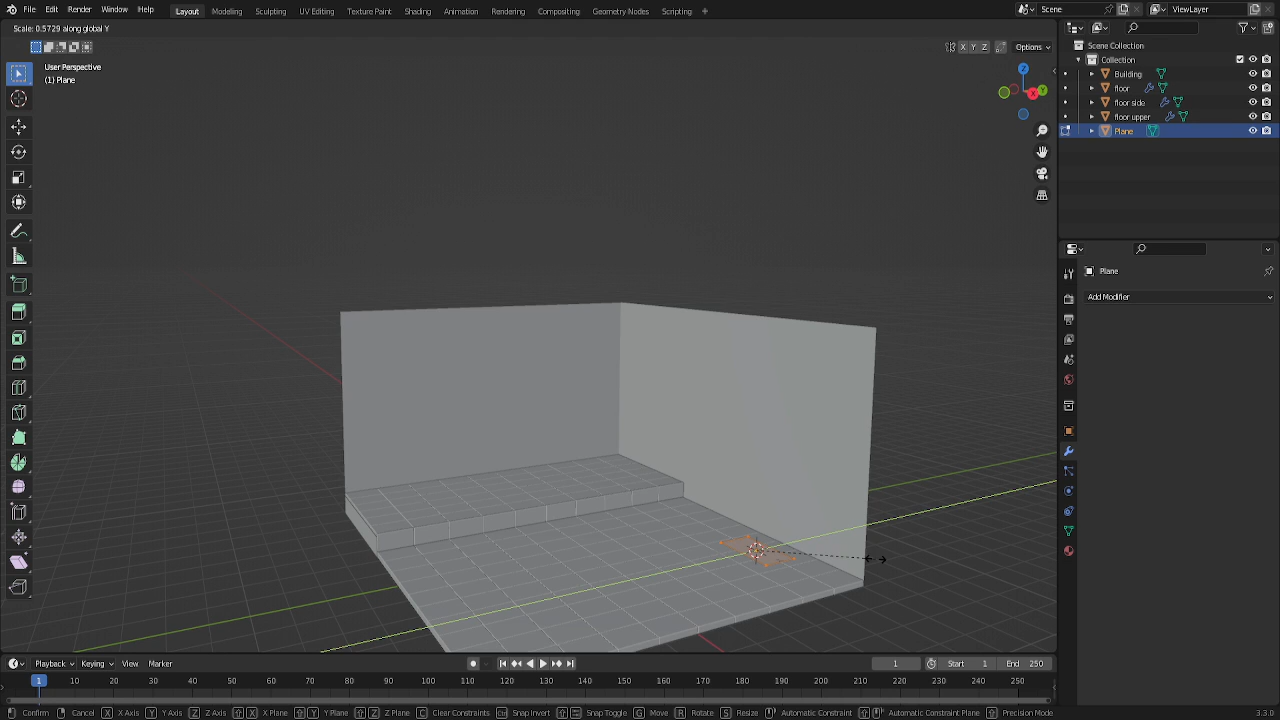 File Edit Render Window Help Layout Modeling Sculpting UV Editing Texture Paint Shading Animation Rendering Compositing Geometry Nodes Scripting + Scene ViewLayer
Scale: 0.5729 along global Y
X Y Z Options
User Perspective
(1) Plane
Z
X Y
Scene Collection
Collection
Building
floor
floor side
floor upper
Plane
Plane
Add Modifier
Playback Keying View Marker 1 Start 1 End 250
1 10 20 30 40 50 60 70 80 90 100 110 120 130 140 150 160 170 180 190 200 210 220 230 240 250
Confirm Cancel X X Axis Y Y Axis Z Z Axis X X Plane Y Y Plane Z Z Plane C Clear Constraints Snap Invert Snap Toggle G Move R Rotate S Resize Automatic Constraint Automatic Constraint Plane Precision Mode 3.3.0